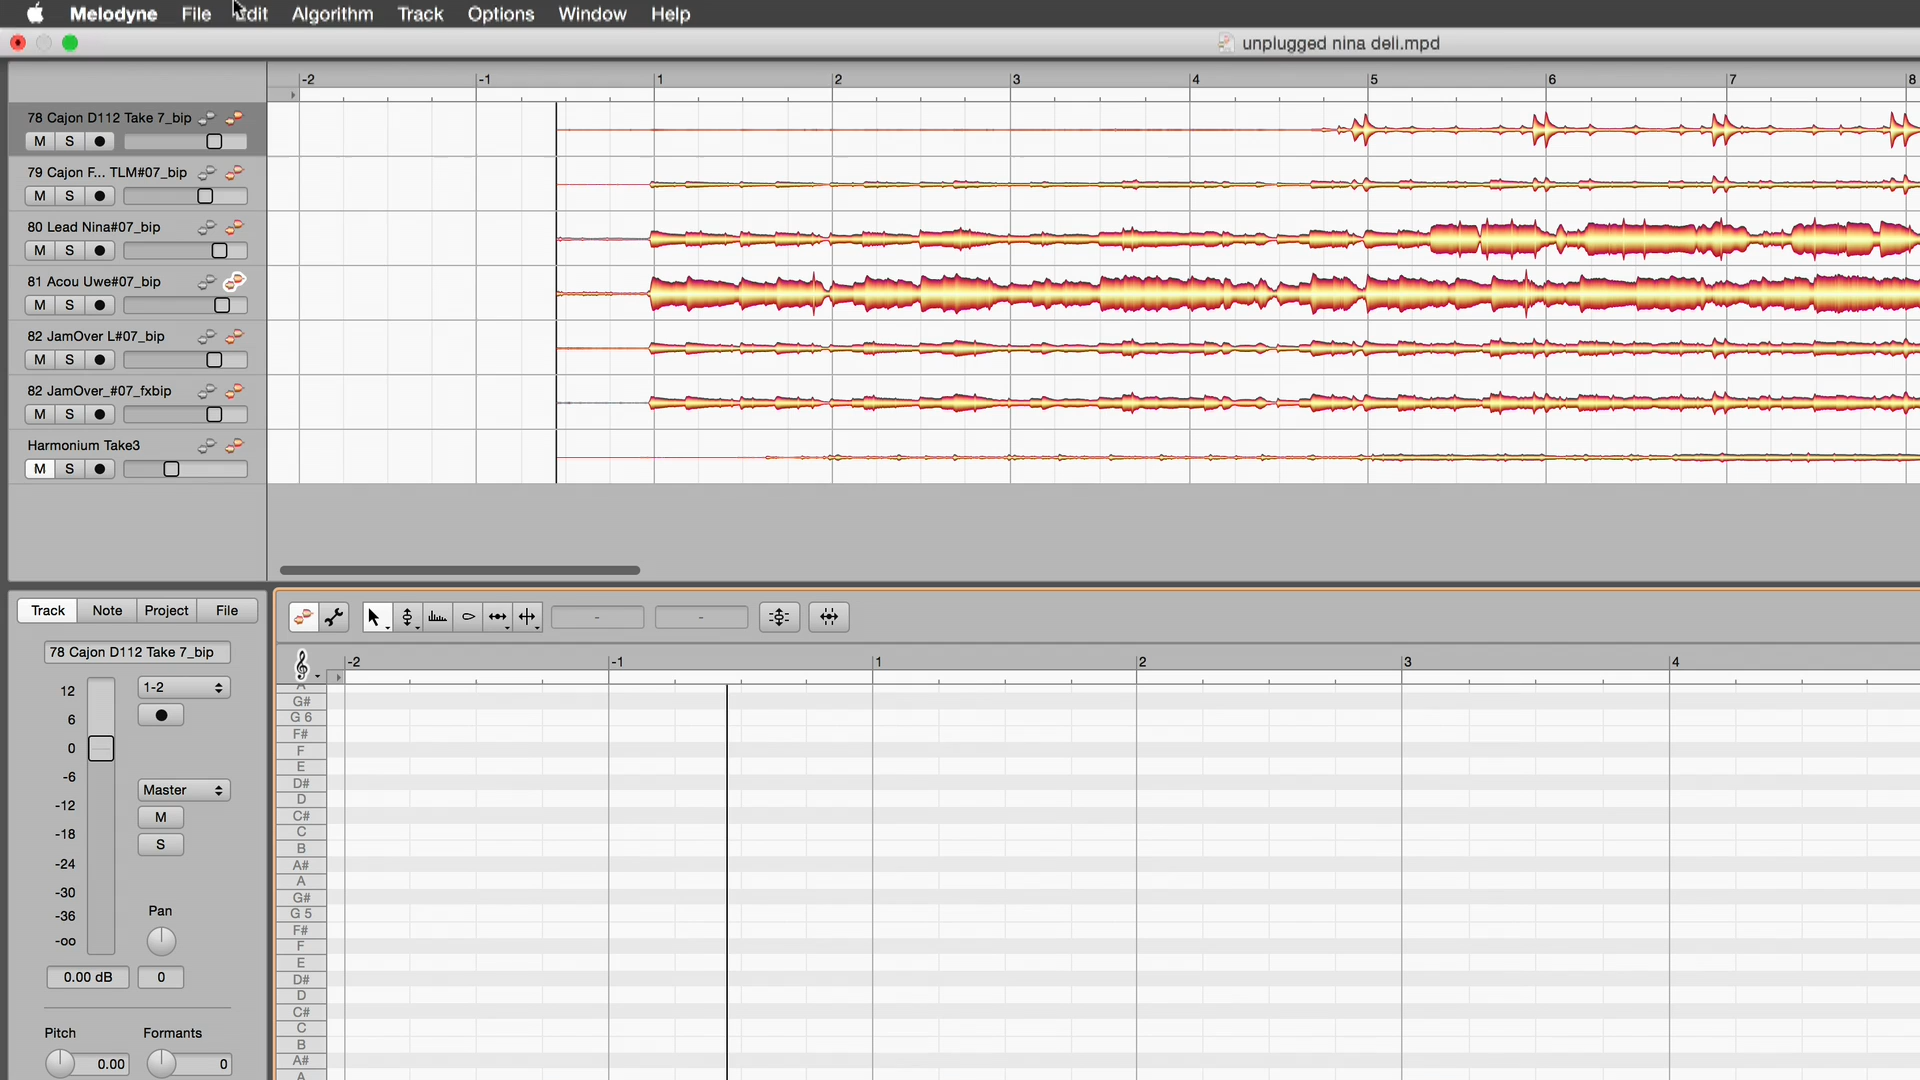 Melodyne File Edit Algorithm Track Options Window Help
unplugged nina deli.mpd
-2 -1 1 2 3 4 5 6 7 8
78 Cajon D112 Take 7_bip
M S
79 Cajon F... TLM#07_bip
M S
80 Lead Nina#07_bip
M S
81 Acou Uwe#07_bip
M S
82 JamOver L#07_bip
M S
82 JamOver_#07_fxbip
M S
Harmonium Take3
M S
Track Note Project File
- -
78 Cajon D112 Take 7_bip
-2 -1 1 2 3 4
12
6
0
-6
-12
-18
-24
-30
-36
-oo
1-2
Master
M
S
Pan
0.00 dB 0
Pitch Formants
0.00 0
A
G#
G 6
F#
F
E
D#
D
C#
C
B
A#
A
G#
G 5
F#
F
E
D#
D
C#
C
B
A#
A